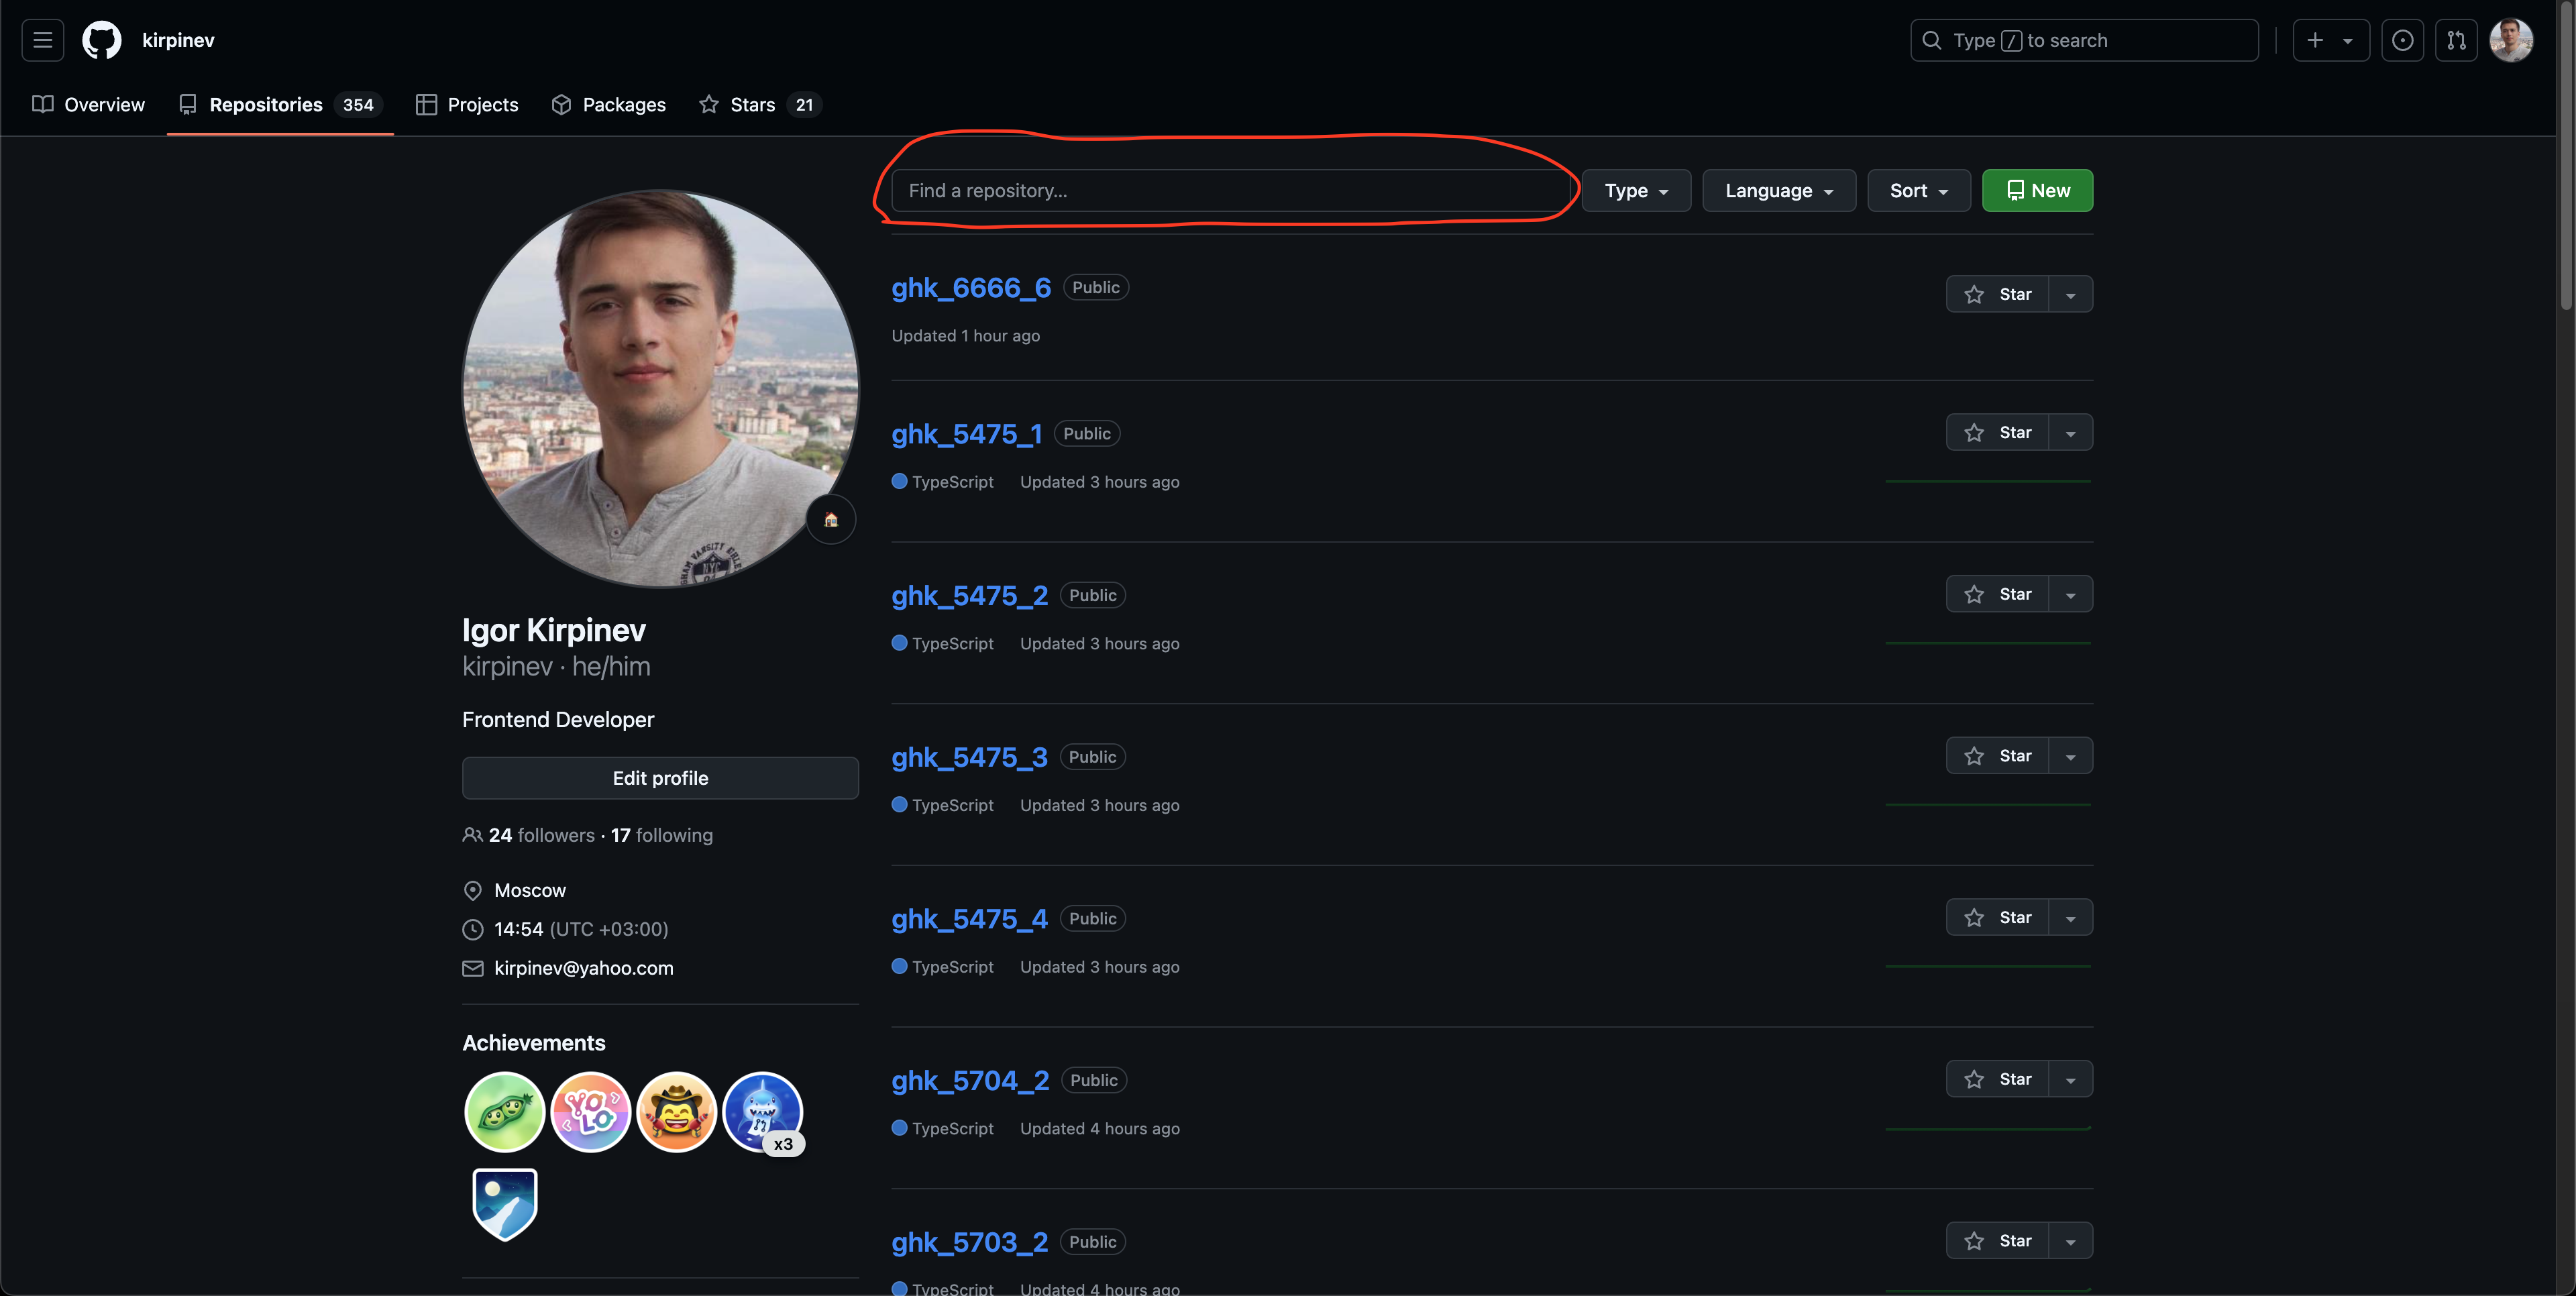 kirpinev
Type / to search
Overview
Repositories 354
Projects
Packages
Stars 21
Find a repository...
Type
Language
Sort
New
Igor Kirpinev
kirpinev · he/him
Frontend Developer
Edit profile
24 followers · 17 following
Moscow
14:54 (UTC +03:00)
kirpinev@yahoo.com
Achievements
YOLO
x3
ghk_6666_6 Public
Star
Updated 1 hour ago
ghk_5475_1 Public
Star
TypeScript Updated 3 hours ago
ghk_5475_2 Public
Star
TypeScript Updated 3 hours ago
ghk_5475_3 Public
Star
TypeScript Updated 3 hours ago
ghk_5475_4 Public
Star
TypeScript Updated 3 hours ago
ghk_5704_2 Public
Star
TypeScript Updated 4 hours ago
ghk_5703_2 Public
Star
TypeScript Updated 4 hours ago